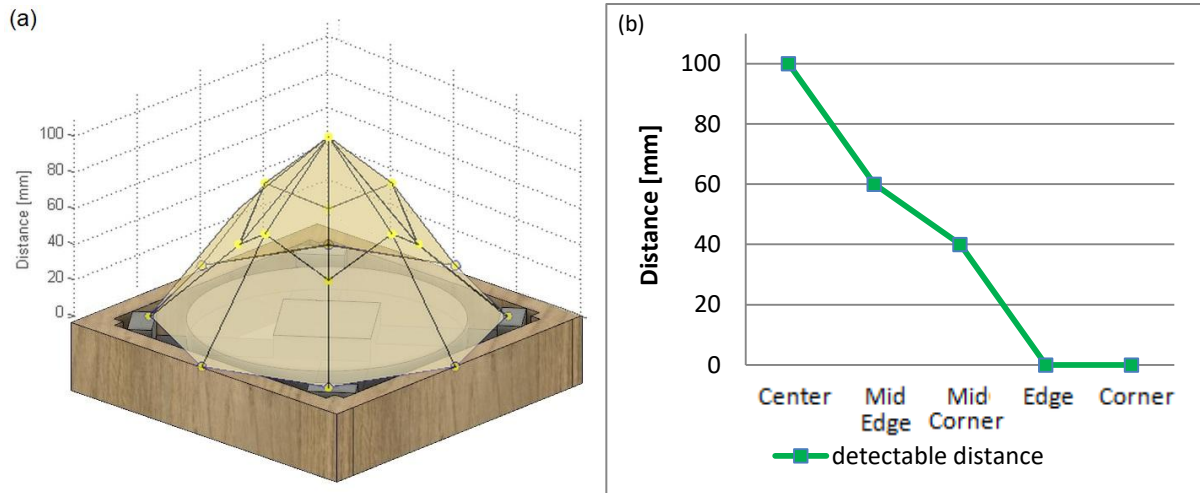 (a)
100
80
60
40
20
0
Distance [mm]
(b)
100
80
60
40
20
0
Distance [mm]
Center
Mid
Edge
Mid
Corner
Edge
Corner
detectable distance